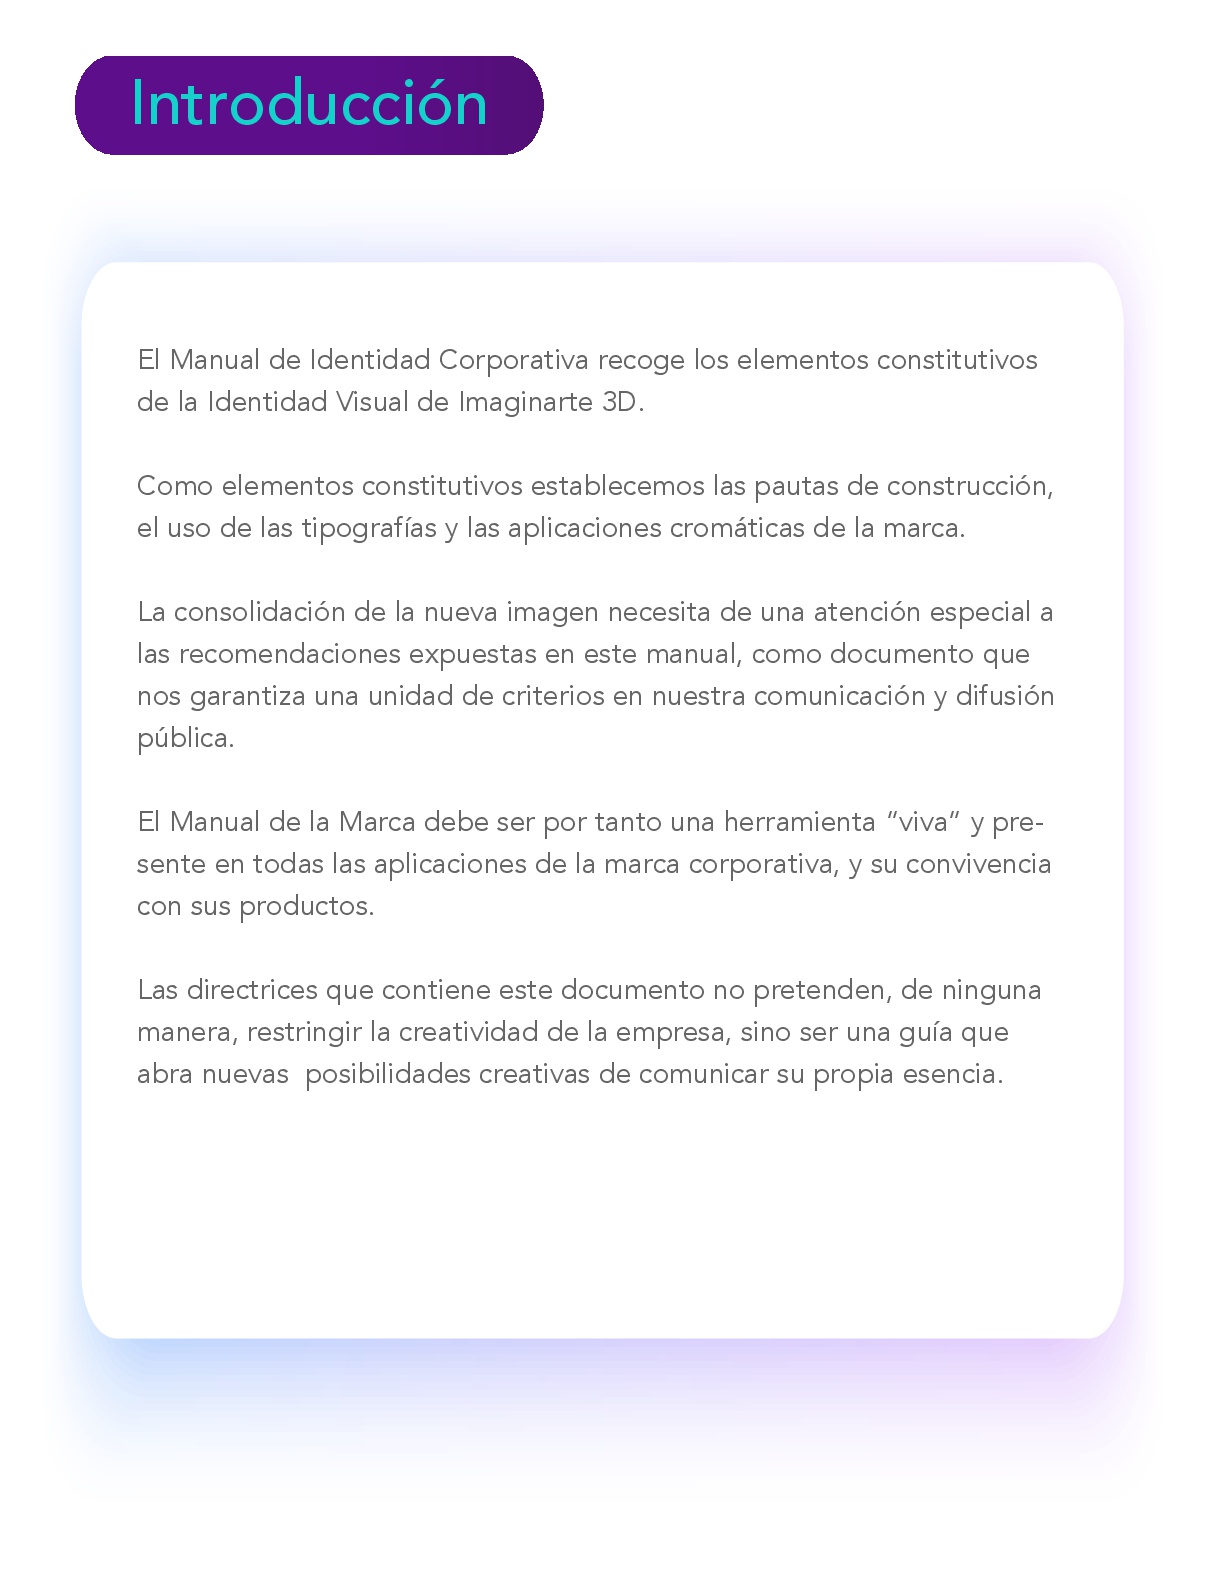 Introducción
El Manual de Identidad Corporativa recoge los elementos constitutivos
de la Identidad Visual de Imaginarte 3D.
Como elementos constitutivos establecemos las pautas de construcción,
el uso de las tipografías y las aplicaciones cromáticas de la marca.
La consolidación de la nueva imagen necesita de una atención especial a
las recomendaciones expuestas en este manual, como documento que
nos garantiza una unidad de criterios en nuestra comunicación y difusión
pública.
El Manual de la Marca debe ser por tanto una herramienta “viva” y pre-
sente en todas las aplicaciones de la marca corporativa, y su convivencia
con sus productos.
Las directrices que contiene este documento no pretenden, de ninguna
manera, restringir la creatividad de la empresa, sino ser una guía que
abra nuevas  posibilidades creativas de comunicar su propia esencia.